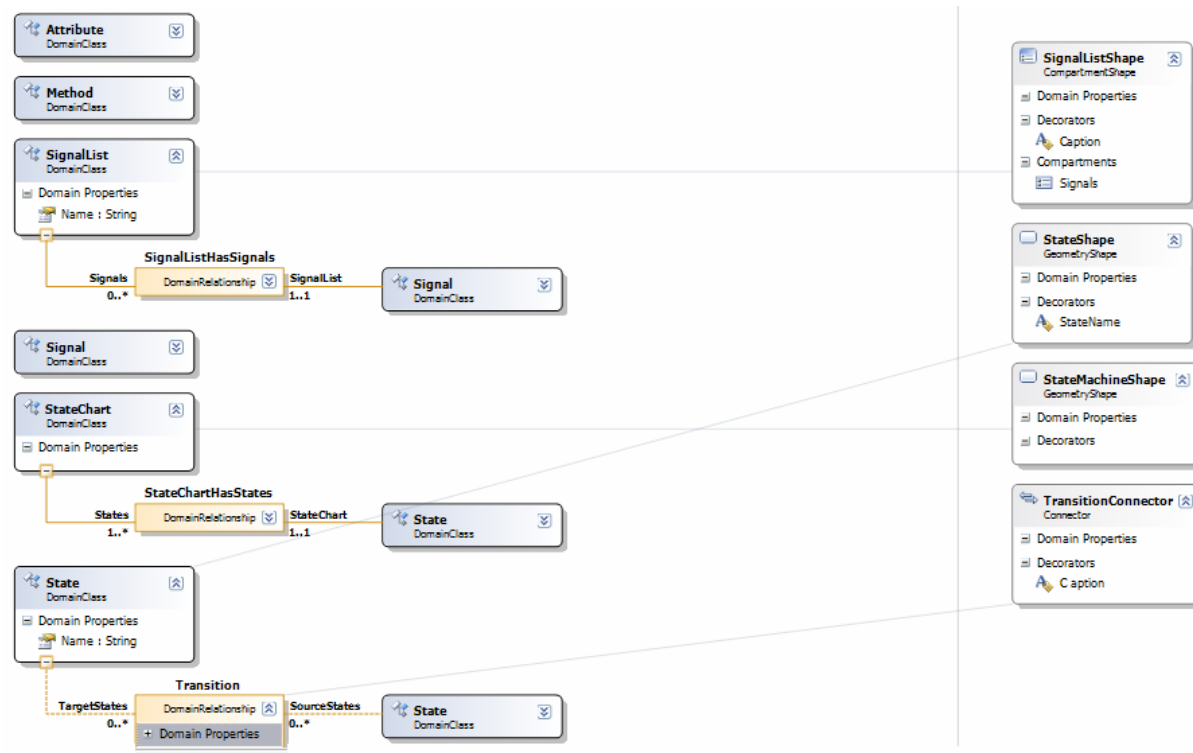 Attribute
DomainClass
Method
DomainClass
SignalList
DomainClass
Domain Properties
Name : String
SignalListHasSignals
Signals
DomainRelationship
SignalList
0..*
1..1
Signal
DomainClass
Signal
DomainClass
StateChart
DomainClass
Domain Properties
StateChartHasStates
States
DomainRelationship
StateChart
1..*
1..1
State
DomainClass
State
DomainClass
Domain Properties
Name : String
Transition
TargetStates
DomainRelationship
SourceStates
0..*
0..*
Domain Properties
State
DomainClass
SignalListShape
CompartmentShape
Domain Properties
Decorators
Caption
Compartments
Signals
StateShape
GeometryShape
Domain Properties
Decorators
StateName
StateMachineShape
GeometryShape
Domain Properties
Decorators
TransitionConnector
Connector
Domain Properties
Decorators
C aption